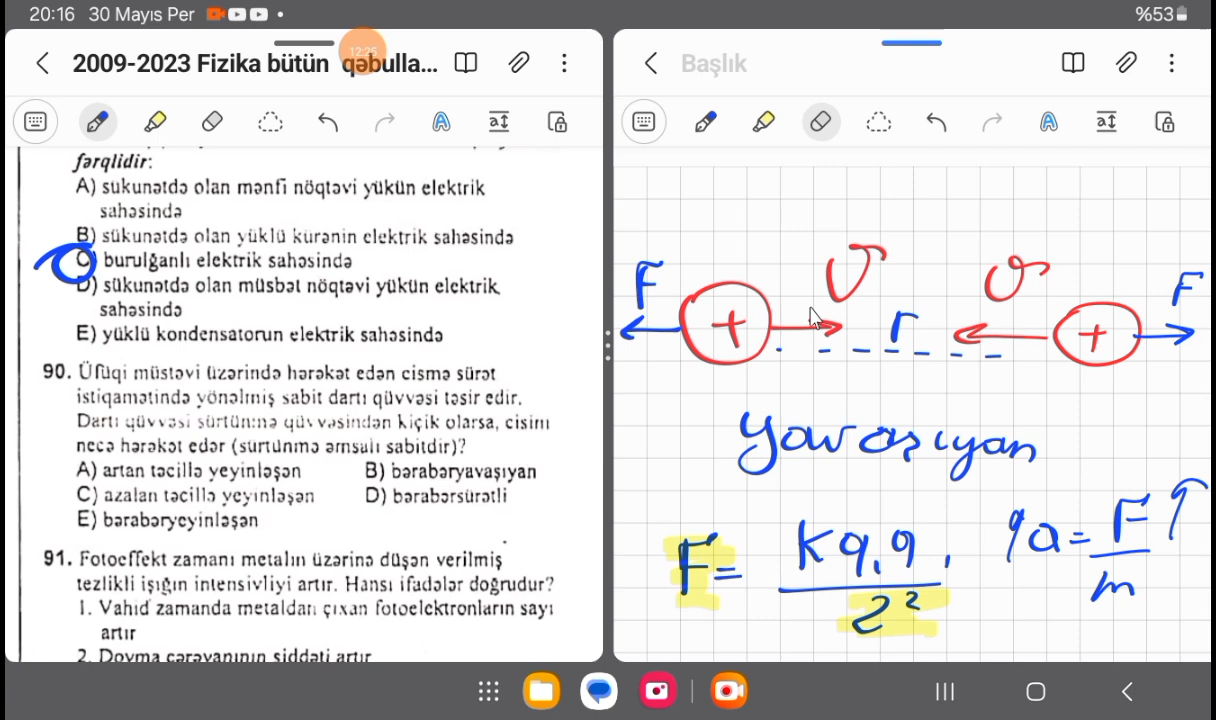 20:16 30 Mayıs Per
%53
12:25
2009-2023 Fizika bütün qəbulla...
Başlık
fərqlidir:
A) sukunətdə olan mənfi nöqtəvi yükün elektrik
sahəsində
B) sükunətdə olan yüklü kürənin elektrik sahəsində
C) burulğanlı elektrik sahəsində
D) sükunətdə olan müsbət nöqtəvi yükün elektrik
sahəsində
E) yüklü kondensatorun elektrik sahəsində
90. Üfüqi müstəvi üzərində hərəkət edən cismə sürət
istiqamətində yönəlmiş sabit dartı qüvvəsi təsir edir.
Dartı qüvvəsi sürtünmə qüvvəsindən kiçik olarsa, cisim
necə hərəkət edər (sürtünmə əmsalı sabitdir)?
A) artan təcillə yeyinləşən B) bərabəryavaşıyan
C) azalan təcillə yeyinləşən D) bərabərsürətli
E) bərabəryeyinləşən
91. Fotoeffekt zamanı metalın üzərinə düşən verilmiş
tezlikli işığın intensivliyi artır. Hansı ifadələr doğrudur?
1. Vahid zamanda metaldan çıxan fotoelektronların sayı
artır
2. Doyma cərəyanının şiddəti artır
F + υ r υ + F
yavaşıyan